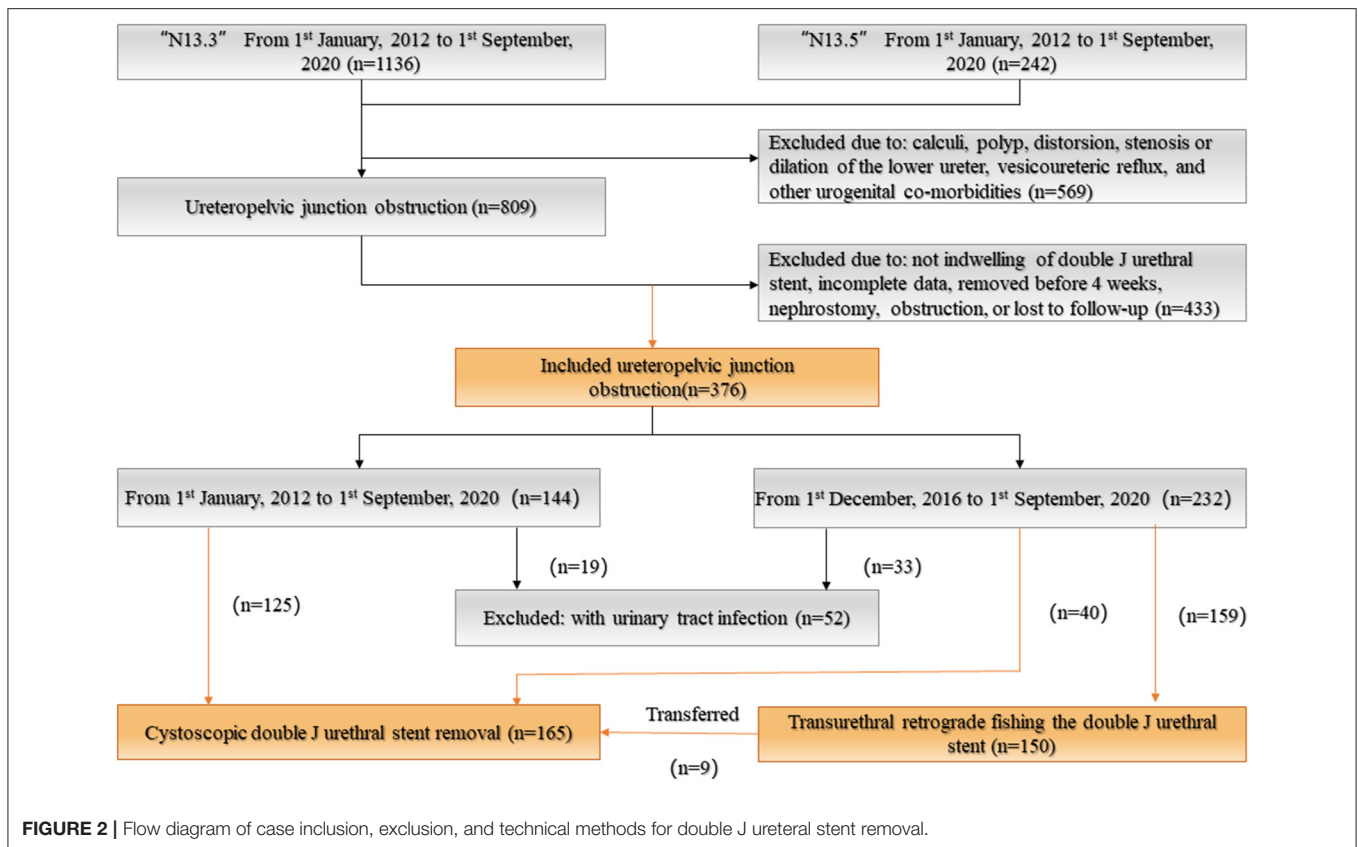 "N13.3" From 1st January, 2012 to 1st September,
2020 (n=1136)
"N13.5" From 1st January, 2012 to 1st September,
2020 (n=242)
Excluded due to: calculi, polyp, distorsion, stenosis or
dilation of the lower ureter, vesicoureteric reflux, and
other urogenital co-morbidities (n=569)
Ureteropelvic junction obstruction (n=809)
Excluded due to: not indwelling of double J urethral
stent, incomplete data, removed before 4 weeks,
nephrostomy, obstruction, or lost to follow-up (n=433)
Included ureteropelvic junction
obstruction(n=376)
From 1st January, 2012 to 1st September, 2020 (n=144)
From 1st December, 2016 to 1st September, 2020 (n=232)
(n=19)
(n=33)
(n=125)
Excluded: with urinary tract infection (n=52)
(n=40)
(n=159)
Cystoscopic double J urethral stent removal (n=165)
Transferred
(n=9)
Transurethral retrograde fishing the double J urethral
stent (n=150)
FIGURE 2 | Flow diagram of case inclusion, exclusion, and technical methods for double J ureteral stent removal.